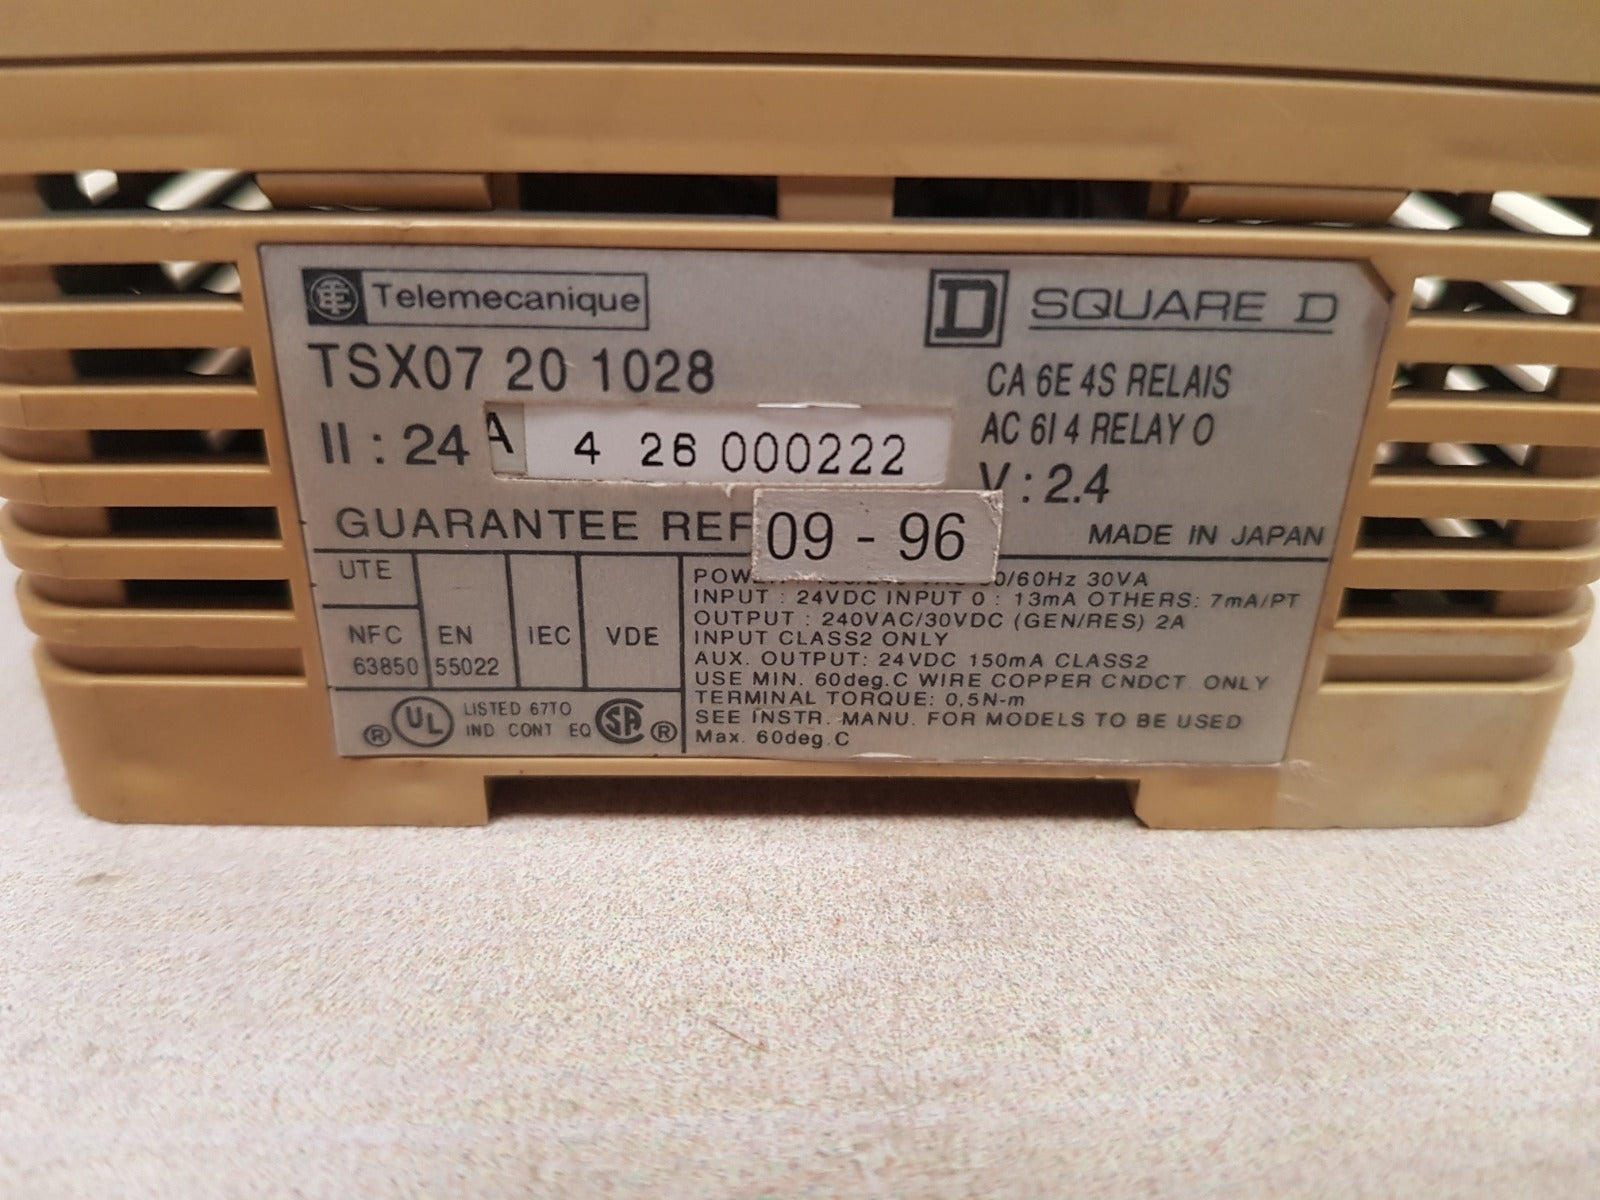 Telemecanique
D SQUARE D
TSX07 20 1028
CA 6E 4S RELAIS
AC 6I 4 RELAY O
II : 24 A 4 26 000222
V : 2.4
GUARANTEE REF 09 - 96
MADE IN JAPAN
UTE
NFC 63850
EN 55022
IEC
VDE
® UL LISTED 67TO
IND CONT EQ SA ®
50/60Hz 30VA
INPUT : 24VDC INPUT 0 : 13mA OTHERS: 7mA/PT
OUTPUT : 240VAC/30VDC (GEN/RES) 2A
INPUT CLASS2 ONLY
AUX. OUTPUT: 24VDC 150mA CLASS2
USE MIN. 60deg.C WIRE COPPER CNDCT. ONLY
TERMINAL TORQUE: 0,5N-m
SEE INSTR. MANU. FOR MODELS TO BE USED
Max. 60deg.C